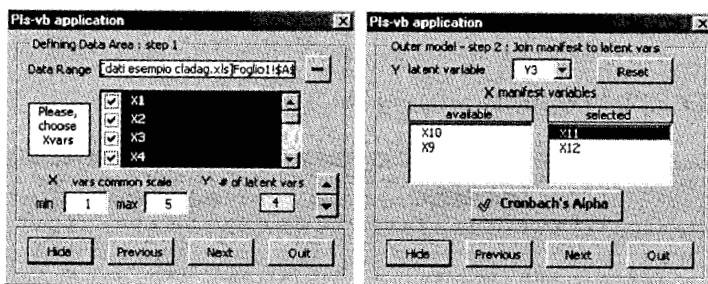 Pls-vb application
Defining Data Area : step 1
Data Range [dati esempio cladag.xls]Foglio1!$A$
Please, choose Xvars
X1
X2
X3
X4
X vars common scale
Y # of latent vars
min 1 max 5
4
Hide Previous Next Quit
Pls-vb application
Outer model - step 2 : Join manifest to latent vars
Y latent variable Y3 Reset
X manifest variables
available selected
X10 X11
X9 X12
Cronbach's Alpha
Hide Previous Next Quit